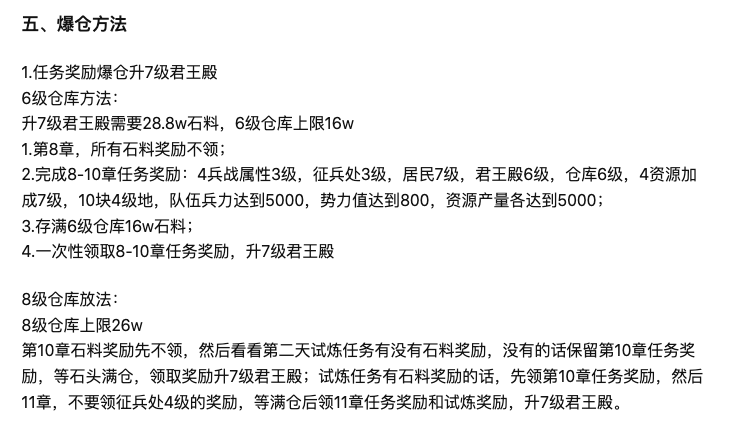 五、爆仓方法
1.任务奖励爆仓升7级君王殿
6级仓库方法：
升7级君王殿需要28.8w石料，6级仓库上限16w
1.第8章，所有石料奖励不领；
2.完成8-10章任务奖励：4兵战属性3级，征兵处3级，居民7级，君王殿6级，仓库6级，4资源加
成7级，10块4级地，队伍兵力达到5000，势力值达到800，资源产量各达到5000；
3.存满6级仓库16w石料；
4.一次性领取8-10章任务奖励，升7级君王殿
8级仓库放法：
8级仓库上限26w
第10章石料奖励先不领，然后看看第二天试炼任务有没有石料奖励，没有的话保留第10章任务奖
励，等石头满仓，领取奖励升7级君王殿；试炼任务有石料奖励的话，先领第10章任务奖励，然后
11章，不要领征兵处4级的奖励，等满仓后领11章任务奖励和试炼奖励，升7级君王殿。